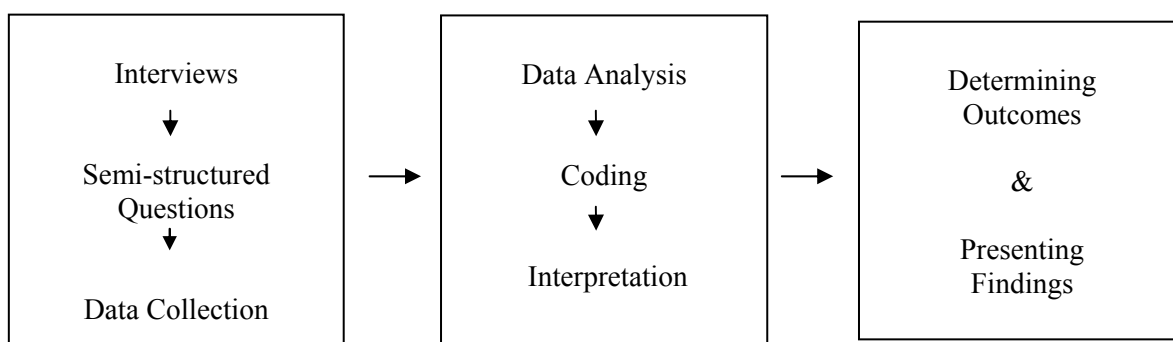 Interviews
Semi-structured
Questions
Data Collection
Data Analysis
Coding
Interpretation
Determining
Outcomes
&
Presenting
Findings